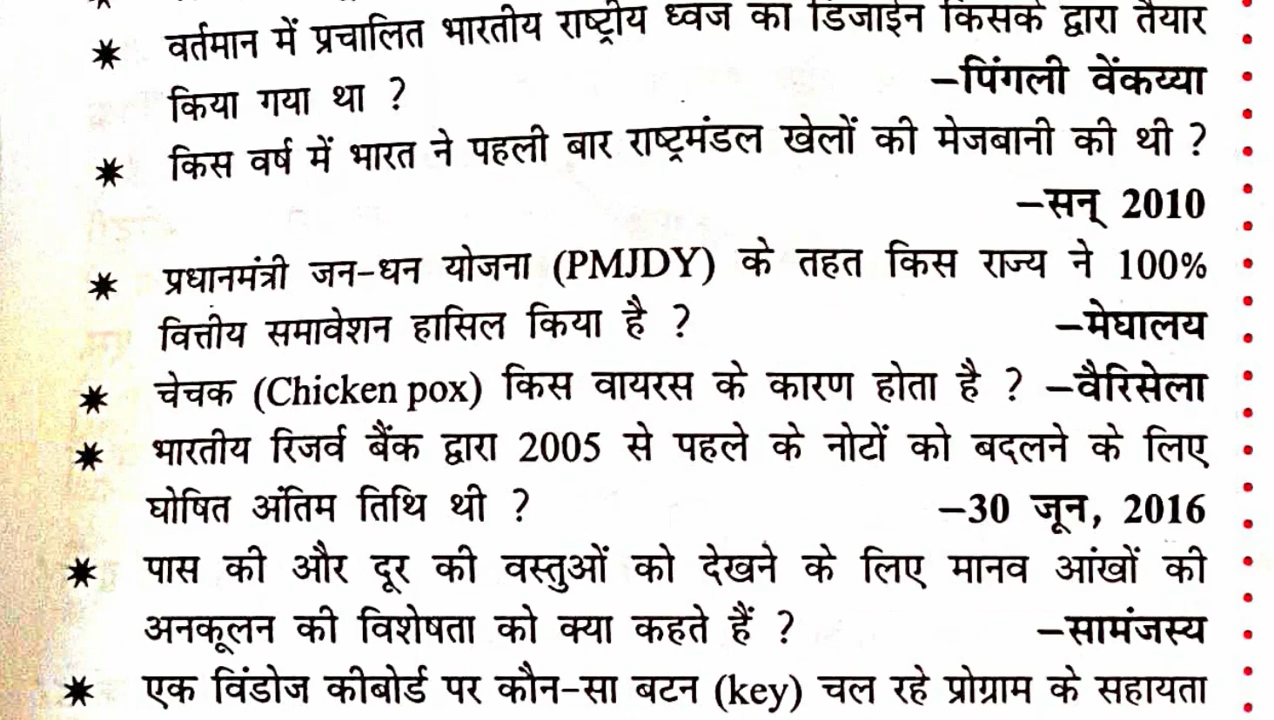 * वर्तमान में प्रचालित भारतीय राष्ट्रीय ध्वज का डिजाईन किसके द्वारा तैयार
किया गया था ? –पिंगली वेंकय्या
* किस वर्ष में भारत ने पहली बार राष्ट्रमंडल खेलों की मेजबानी की थी ?
–सन् 2010
* प्रधानमंत्री जन-धन योजना (PMJDY) के तहत किस राज्य ने 100%
वित्तीय समावेशन हासिल किया है ? –मेघालय
* चेचक (Chicken pox) किस वायरस के कारण होता है ? –वैरिसेला
* भारतीय रिजर्व बैंक द्वारा 2005 से पहले के नोटों को बदलने के लिए
घोषित अंतिम तिथि थी ? –30 जून, 2016
* पास की और दूर की वस्तुओं को देखने के लिए मानव आंखों की
अनकूलन की विशेषता को क्या कहते हैं ? –सामंजस्य
* एक विंडोज कीबोर्ड पर कौन-सा बटन (key) चल रहे प्रोग्राम के सहायता